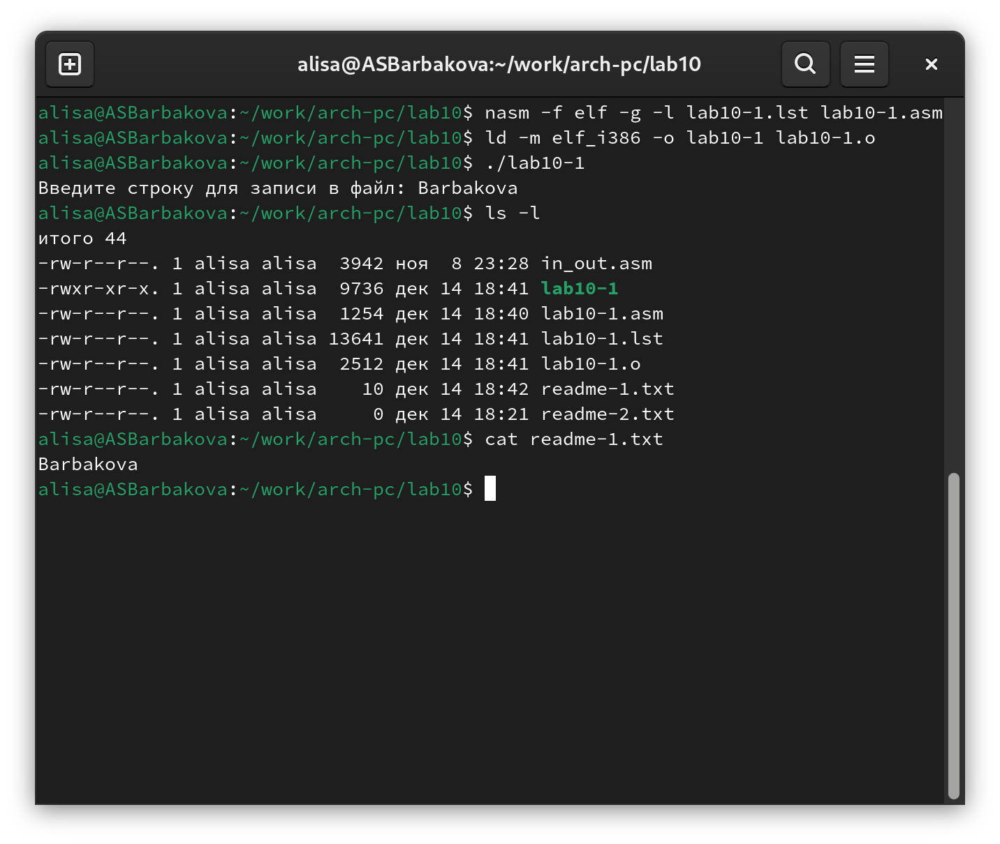 alisa@ASBarbakova:~/work/arch-pc/lab10
alisa@ASBarbakova:~/work/arch-pc/lab10$ nasm -f elf -g -l lab10-1.lst lab10-1.asm
alisa@ASBarbakova:~/work/arch-pc/lab10$ ld -m elf_i386 -o lab10-1 lab10-1.o
alisa@ASBarbakova:~/work/arch-pc/lab10$ ./lab10-1
Введите строку для записи в файл: Barbakova
alisa@ASBarbakova:~/work/arch-pc/lab10$ ls -l
итого 44
-rw-r--r--. 1 alisa alisa  3942 ноя  8 23:28 in_out.asm
-rwxr-xr-x. 1 alisa alisa  9736 дек 14 18:41 lab10-1
-rw-r--r--. 1 alisa alisa  1254 дек 14 18:40 lab10-1.asm
-rw-r--r--. 1 alisa alisa 13641 дек 14 18:41 lab10-1.lst
-rw-r--r--. 1 alisa alisa  2512 дек 14 18:41 lab10-1.o
-rw-r--r--. 1 alisa alisa    10 дек 14 18:42 readme-1.txt
-rw-r--r--. 1 alisa alisa     0 дек 14 18:21 readme-2.txt
alisa@ASBarbakova:~/work/arch-pc/lab10$ cat readme-1.txt
Barbakova
alisa@ASBarbakova:~/work/arch-pc/lab10$